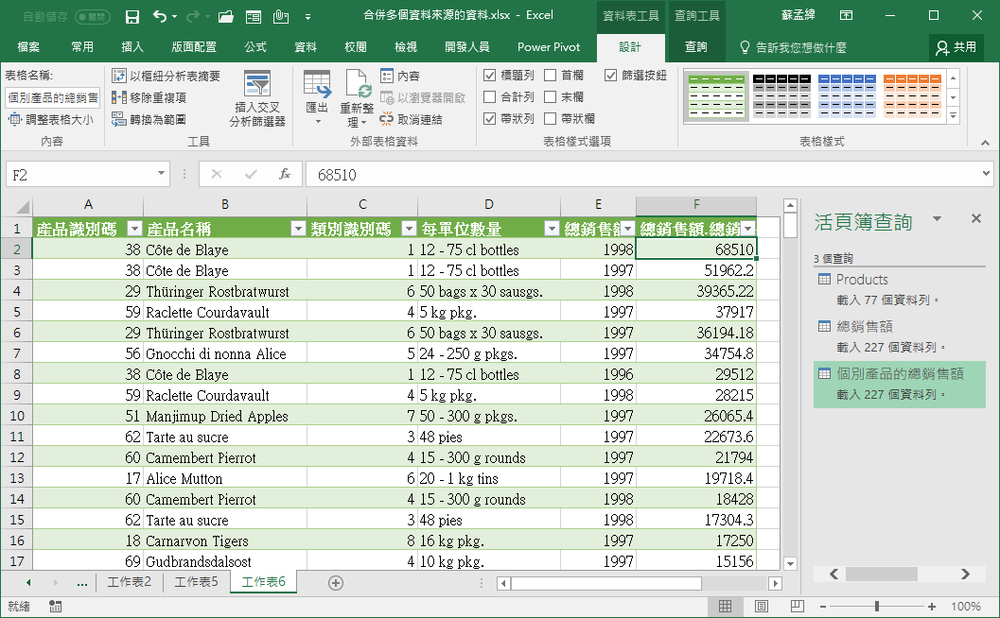 自動儲存 關閉 合併多個資料來源的資料.xlsx - Excel 資料表工具 查詢工具 蘇孟緯
檔案 常用 插入 版面配置 公式 資料 校閱 檢視 開發人員 Power Pivot 設計 查詢 告訴我您想做什麼 共用
表格名稱:
個別產品的總銷售
調整表格大小
內容
以樞紐分析表摘要
移除重複項
轉換為範圍
插入交叉
分析篩選器
工具
匯出
重新整
理
內容
以瀏覽器開啟
取消連結
外部表格資料
標題列 首欄 篩選按鈕
合計列 末欄
帶狀列 帶狀欄
表格樣式選項
表格樣式
F2 fx 68510
A B C D E F
1 產品識別碼 產品名稱 類別識別碼 每單位數量 總銷售額 總銷售額.總銷
2 38 Côte de Blaye 1 12 - 75 cl bottles 1998 68510
3 38 Côte de Blaye 1 12 - 75 cl bottles 1997 51962.2
4 29 Thüringer Rostbratwurst 6 50 bags x 30 sausgs. 1998 39365.22
5 59 Raclette Courdavault 4 5 kg pkg. 1997 37917
6 29 Thüringer Rostbratwurst 6 50 bags x 30 sausgs. 1997 36194.18
7 56 Gnocchi di nonna Alice 5 24 - 250 g pkgs. 1997 34754.8
8 38 Côte de Blaye 1 12 - 75 cl bottles 1996 29512
9 59 Raclette Courdavault 4 5 kg pkg. 1998 28215
10 51 Manjimup Dried Apples 7 50 - 300 g pkgs. 1997 26065.4
11 62 Tarte au sucre 3 48 pies 1997 22673.6
12 60 Camembert Pierrot 4 15 - 300 g rounds 1997 21794
13 17 Alice Mutton 6 20 - 1 kg tins 1997 19718.4
14 60 Camembert Pierrot 4 15 - 300 g rounds 1998 18428
15 62 Tarte au sucre 3 48 pies 1998 17304.3
16 18 Carnarvon Tigers 8 16 kg pkg. 1997 17250
17 69 Gudbrandsdalsost 4 10 kg pkg. 1997 15156
活頁簿查詢
3 個查詢
Products
載入 77 個資料列。
總銷售額
載入 227 個資料列。
個別產品的總銷售額
載入 227 個資料列。
... 工作表2 工作表5 工作表6
就緒 100%